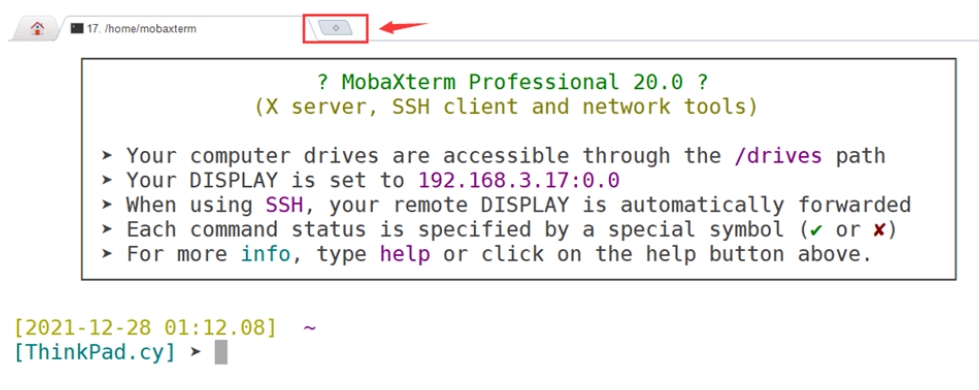 17. /home/mobaxterm
? MobaXterm Professional 20.0 ?
(X server, SSH client and network tools)
➤ Your computer drives are accessible through the /drives path
➤ Your DISPLAY is set to 192.168.3.17:0.0
➤ When using SSH, your remote DISPLAY is automatically forwarded
➤ Each command status is specified by a special symbol (✔ or ✘)
➤ For more info, type help or click on the help button above.
[2021-12-28 01:12.08] ~
[ThinkPad.cy] ➤